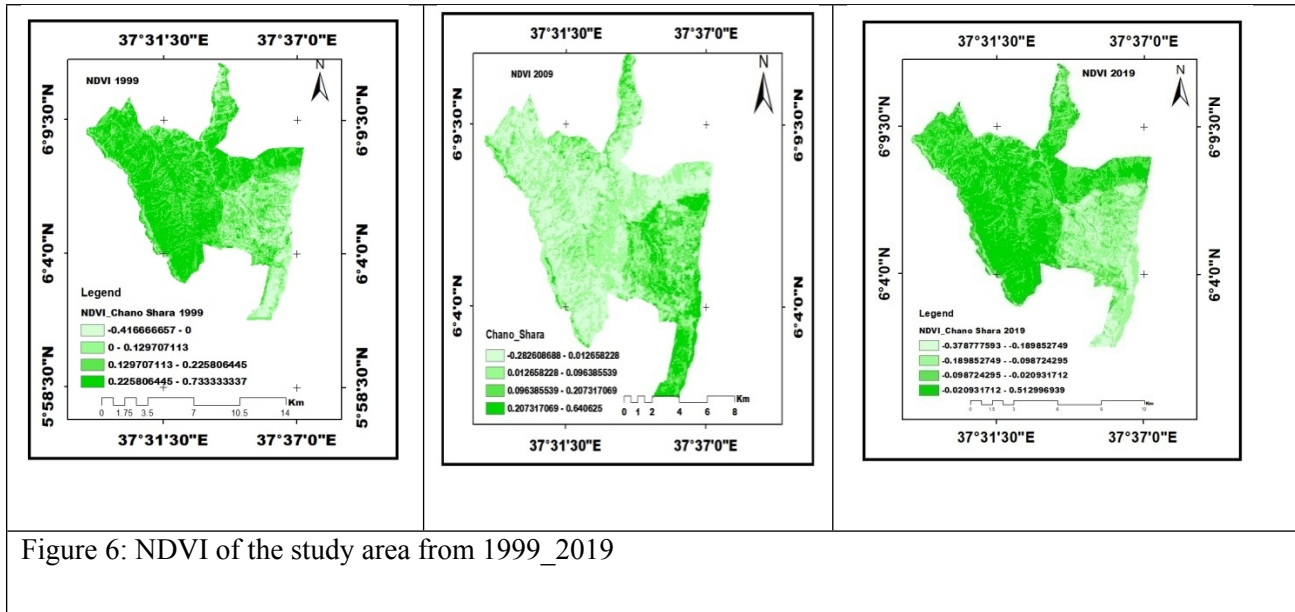 37°31'30"E 37°37'0"E
NDVI 1999
N
6°9'30"N 6°9'30"N
6°4'0"N 6°4'0"N
5°58'30"N 5°58'30"N
Legend
NDVI_Chano Shara 1999
-0.416666657 - 0
0 - 0.129707113
0.129707113 - 0.225806445
0.225806445 - 0.733333337
Km
0 1.75 3.5 7 10.5 14
37°31'30"E 37°37'0"E
37°31'30"E 37°37'0"E
NDVI 2009
N
6°9'30"N 6°9'30"N
6°4'0"N 6°4'0"N
Chano_Shara
-0.282608688 - 0.012658228
0.012658228 - 0.096385539
0.096385539 - 0.207317069
0.207317069 - 0.640625
Km
0 1 2 4 6 8
37°31'30"E 37°37'0"E
37°31'30"E 37°37'0"E
NDVI 2019
N
6°9'30"N 6°9'30"N
6°4'0"N 6°4'0"N
Legend
NDVI_Chano Shara 2019
-0.378777593 - -0.189852749
-0.189852749 - -0.098724295
-0.098724295 - -0.020931712
-0.020931712 - 0.512996939
Km
0 1.5 3 6 9 12
37°31'30"E 37°37'0"E
Figure 6: NDVI of the study area from 1999_2019